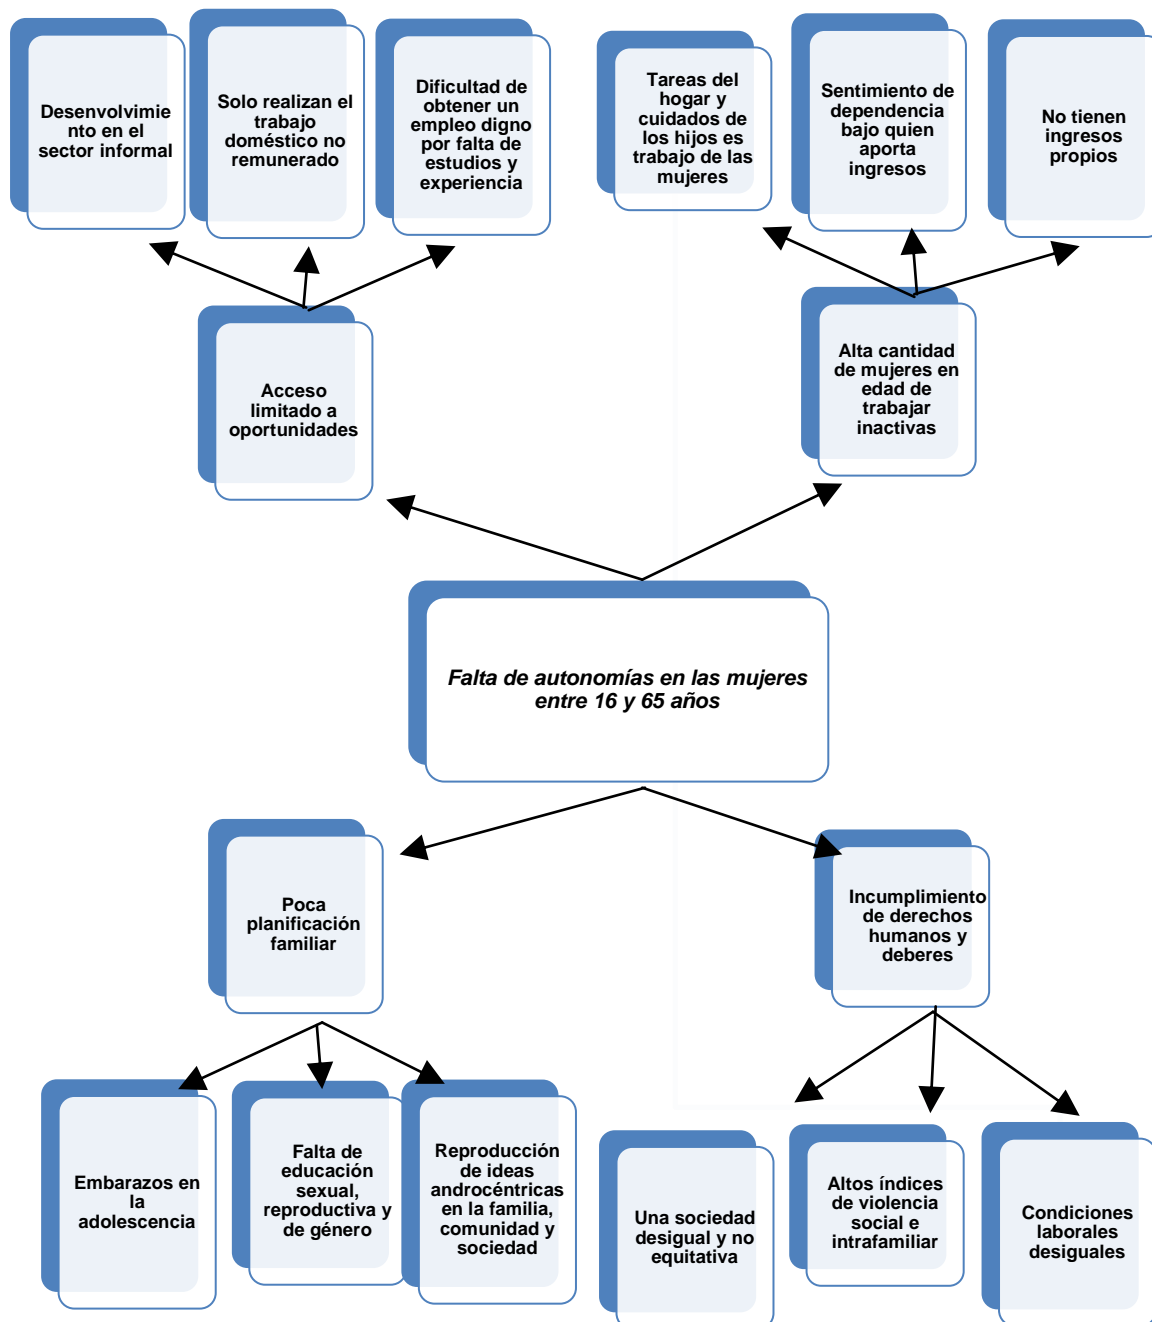 Desenvolvimie
nto en el
sector informal
Solo realizan el
trabajo
doméstico no
remunerado
Dificultad de
obtener un
empleo digno
por falta de
estudios y
experiencia
Tareas del
hogar y
cuidados de
los hijos es
trabajo de las
mujeres
Sentimiento de
dependencia
bajo quien
aporta
ingresos
No tienen
ingresos
propios
Acceso
limitado a
oportunidades
Alta cantidad
de mujeres en
edad de
trabajar
inactivas
Falta de autonomías en las mujeres
entre 16 y 65 años
Poca
planificación
familiar
Incumplimiento
de derechos
humanos y
deberes
Embarazos en
la
adolescencia
Falta de
educación
sexual,
reproductiva y
de género
Reproducción
de ideas
androcéntricas
en la familia,
comunidad y
sociedad
Una sociedad
desigual y no
equitativa
Altos índices
de violencia
social e
intrafamiliar
Condiciones
laborales
desiguales